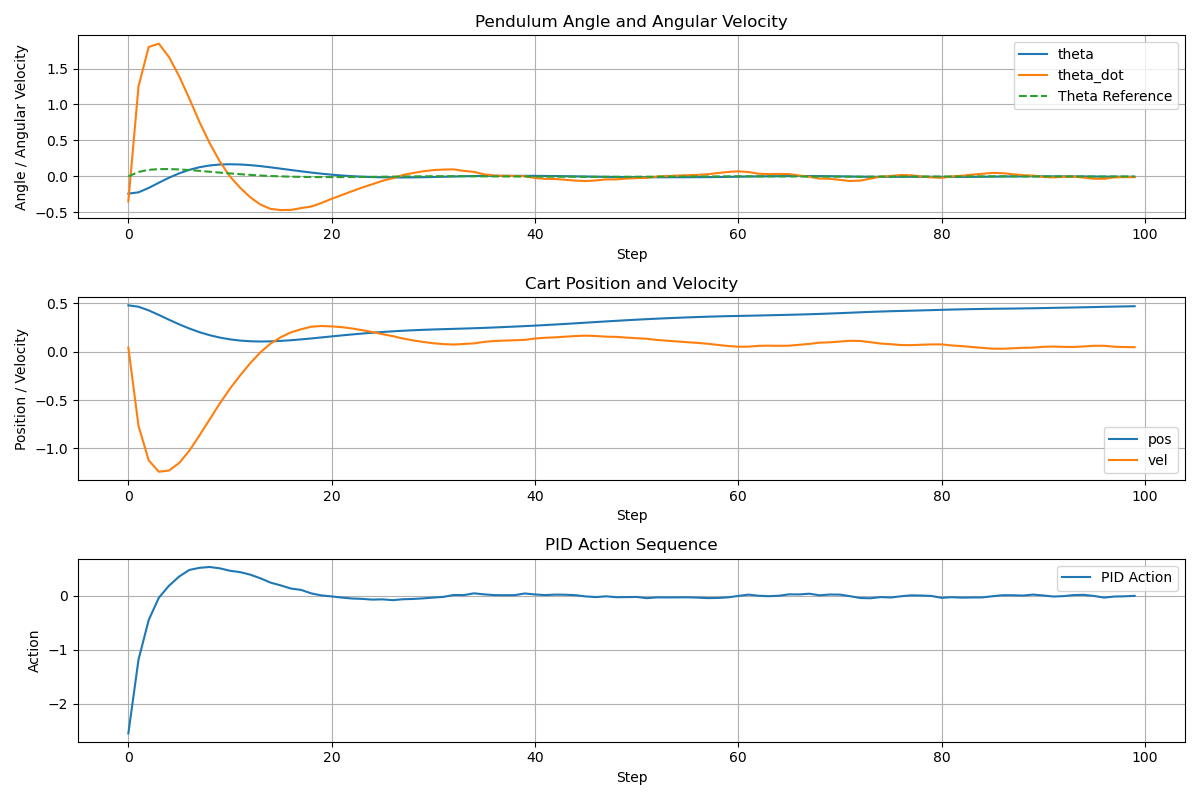 Pendulum Angle and Angular Velocity
Angle / Angular Velocity
1.5
1.0
0.5
0.0
−0.5
theta
theta_dot
Theta Reference
0 20 40 60 80 100
Step
Cart Position and Velocity
Position / Velocity
0.5
0.0
−0.5
−1.0
pos
vel
0 20 40 60 80 100
Step
PID Action Sequence
Action
0
−1
−2
PID Action
0 20 40 60 80 100
Step